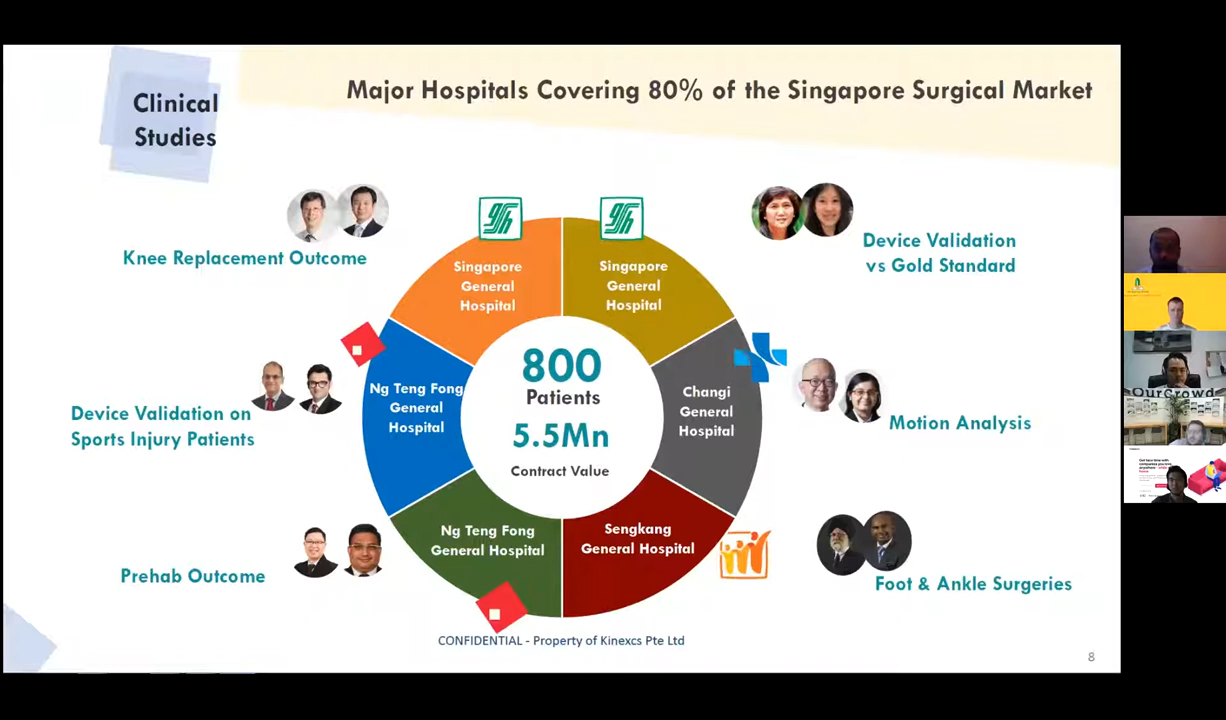 Clinical
Studies
Major Hospitals Covering 80% of the Singapore Surgical Market
Knee Replacement Outcome
Device Validation
vs Gold Standard
Singapore
General
Hospital
Singapore
General
Hospital
Device Validation on
Sports Injury Patients
Ng Teng Fong
General
Hospital
800
Patients
5.5Mn
Contract Value
Changi
General
Hospital
Motion Analysis
Prehab Outcome
Ng Teng Fong
General Hospital
Sengkang
General Hospital
Foot & Ankle Surgeries
CONFIDENTIAL - Property of Kinexcs Pte Ltd
8
OurCrowd